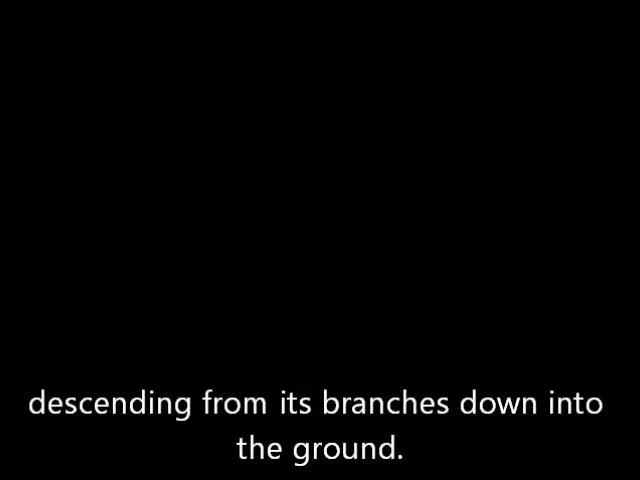 descending from its branches down into
the ground.